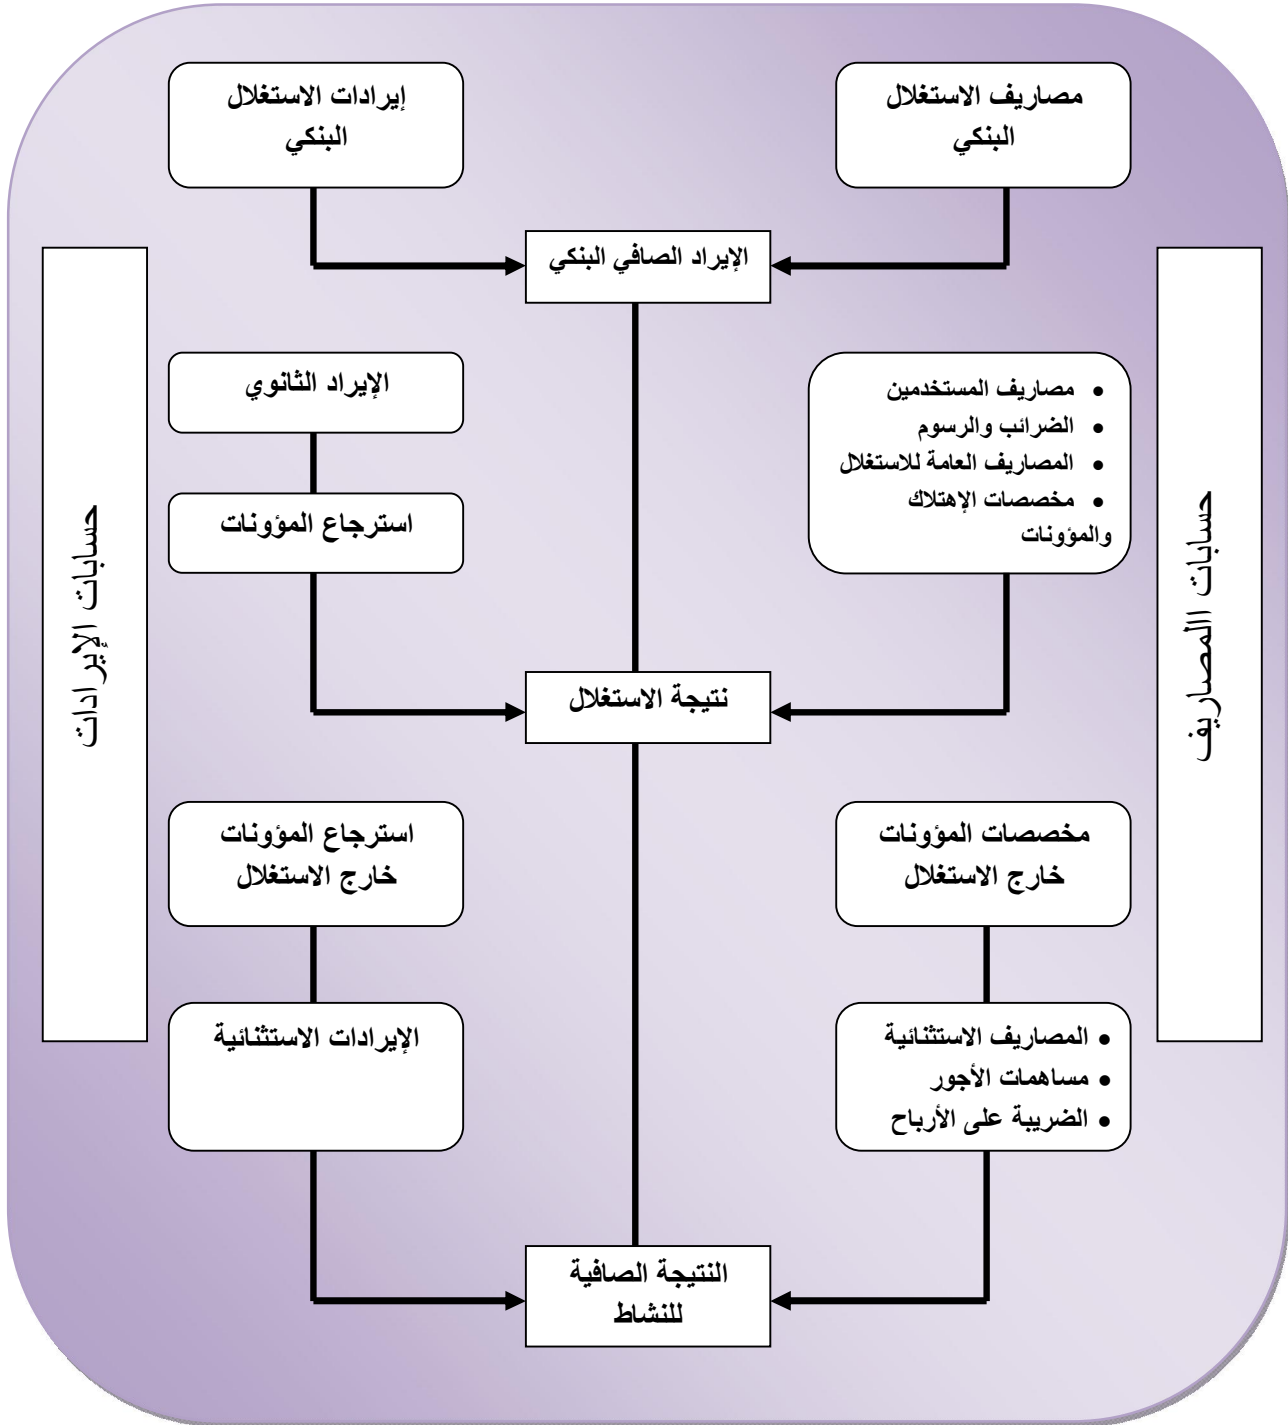 مصاريف الاستغلال
البنكي
إيرادات الاستغلال
البنكي
الإيراد الصافي البنكي
حسابات االمصاريف
حسابات الإيرادات
• مصاريف المستخدمين
• الضرائب والرسوم
• المصاريف العامة للاستغلال
• مخصصات الإهتلاك
والمؤونات
الإيراد الثانوي
استرجاع المؤونات
نتيجة الاستغلال
مخصصات المؤونات
خارج الاستغلال
استرجاع المؤونات
خارج الاستغلال
• المصاريف الاستثنائية
• مساهمات الأجور
• الضريبة على الأرباح
الإيرادات الاستثنائية
النتيجة الصافية
للنشاط